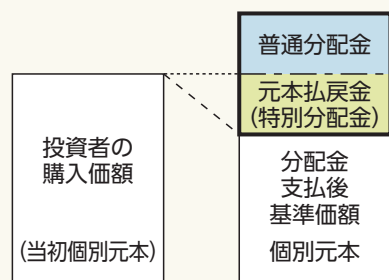 普通分配金
元本払戻金
(特別分配金)
投資者の
購入価額
(当初個別元本)
分配金
支払後
基準価額
個別元本